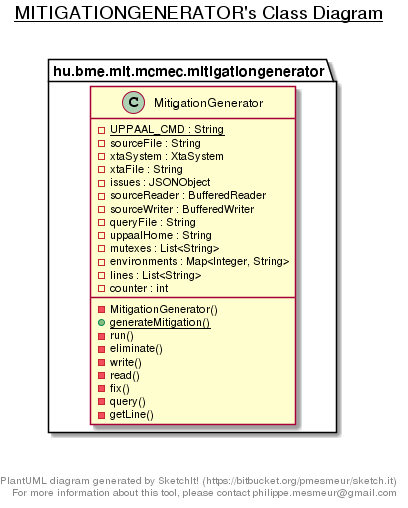 MITIGATIONGENERATOR's Class Diagram
hu.bme.mit.mcmec.mitigationgenerator
C MitigationGenerator
UPPAAL_CMD : String
sourceFile : String
xtaSystem : XtaSystem
xtaFile : String
issues : JSONObject
sourceReader : BufferedReader
sourceWriter : BufferedWriter
queryFile : String
uppaalHome : String
mutexes : List<String>
environments : Map<Integer, String>
lines : List<String>
counter : int
MitigationGenerator()
generateMitigation()
run()
eliminate()
write()
read()
fix()
query()
getLine()
PlantUML diagram generated by SketchIt! (https://bitbucket.org/pmesmeur/sketch.it)
For more information about this tool, please contact philippe.mesmeur@gmail.com